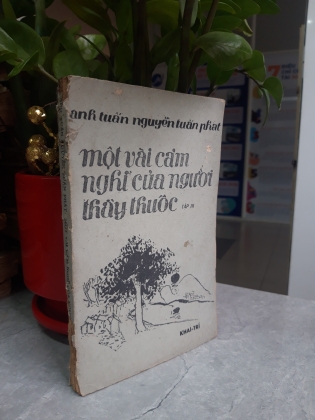 anh tuấn nguyễn tuấn phát
một vài cảm
nghĩ của người
thầy thuốc
KHAI-TRÍ